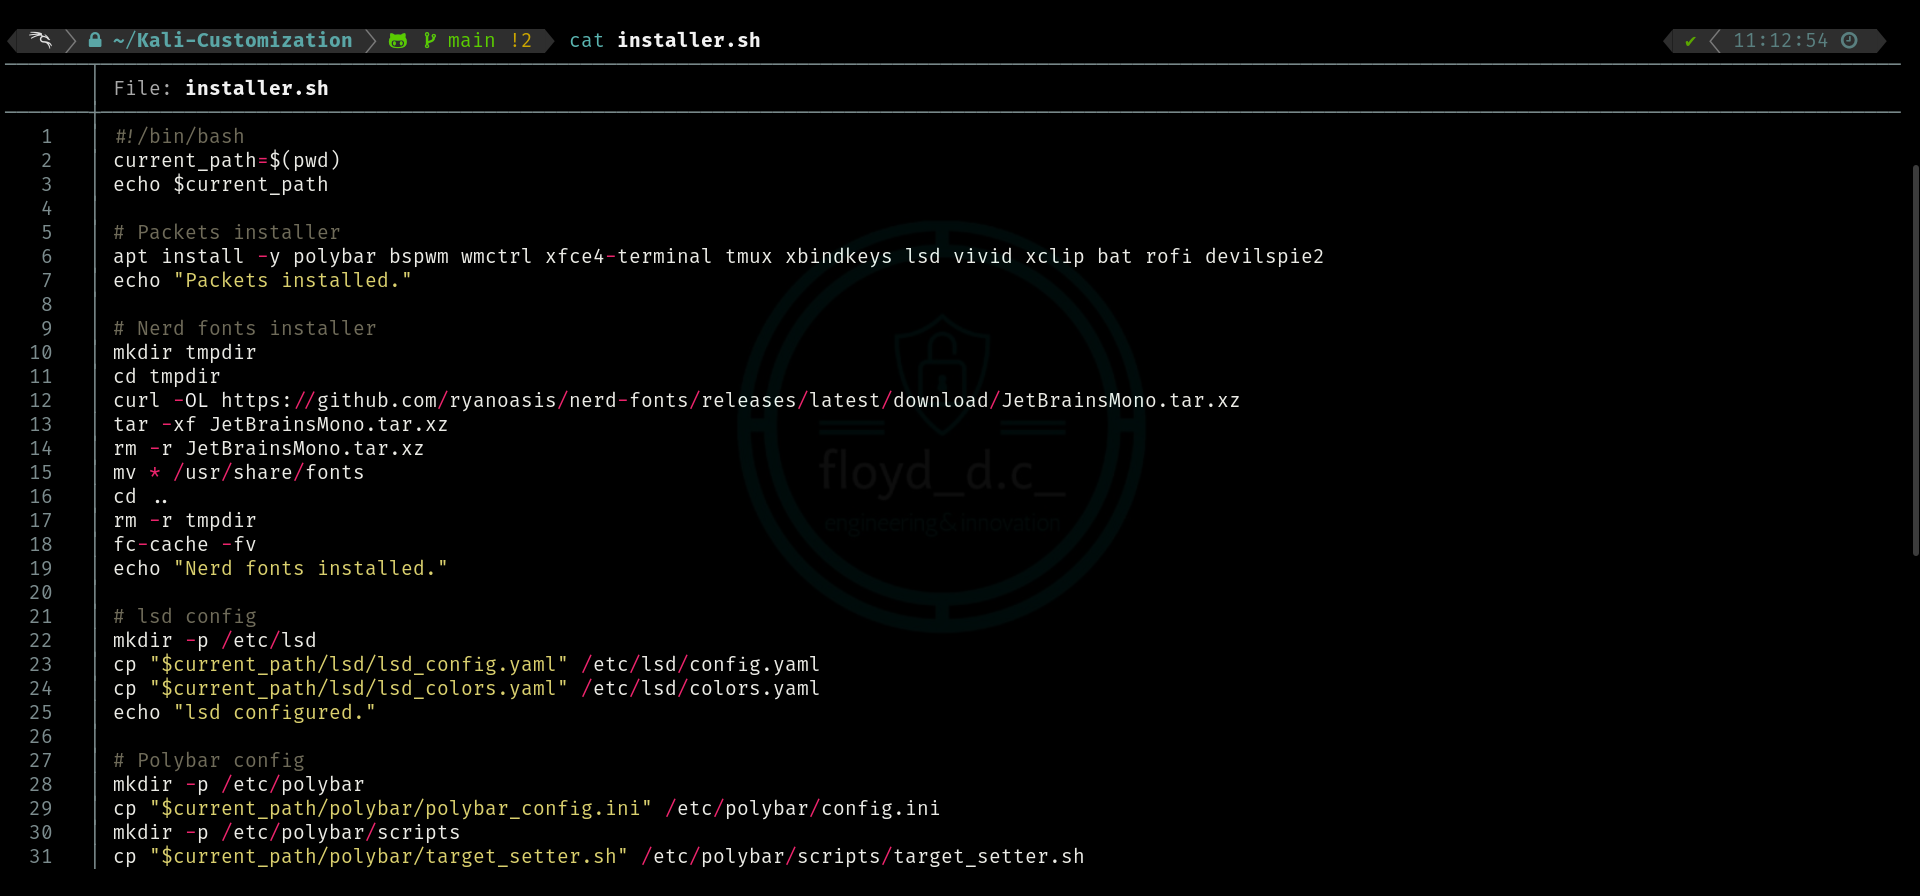 ~/Kali-Customization main !2 cat installer.sh ✔ 11:12:54
File: installer.sh
1 #!/bin/bash
2 current_path=$(pwd)
3 echo $current_path
4
5 # Packets installer
6 apt install -y polybar bspwm wmctrl xfce4-terminal tmux xbindkeys lsd vivid xclip bat rofi devilspie2
7 echo "Packets installed."
8
9 # Nerd fonts installer
10 mkdir tmpdir
11 cd tmpdir
12 curl -OL https://github.com/ryanoasis/nerd-fonts/releases/latest/download/JetBrainsMono.tar.xz
13 tar -xf JetBrainsMono.tar.xz
14 rm -r JetBrainsMono.tar.xz
15 mv * /usr/share/fonts
16 cd ..
17 rm -r tmpdir
18 fc-cache -fv
19 echo "Nerd fonts installed."
20
21 # lsd config
22 mkdir -p /etc/lsd
23 cp "$current_path/lsd/lsd_config.yaml" /etc/lsd/config.yaml
24 cp "$current_path/lsd/lsd_colors.yaml" /etc/lsd/colors.yaml
25 echo "lsd configured."
26
27 # Polybar config
28 mkdir -p /etc/polybar
29 cp "$current_path/polybar/polybar_config.ini" /etc/polybar/config.ini
30 mkdir -p /etc/polybar/scripts
31 cp "$current_path/polybar/target_setter.sh" /etc/polybar/scripts/target_setter.sh
floyd_d.c_
engineering&innovation